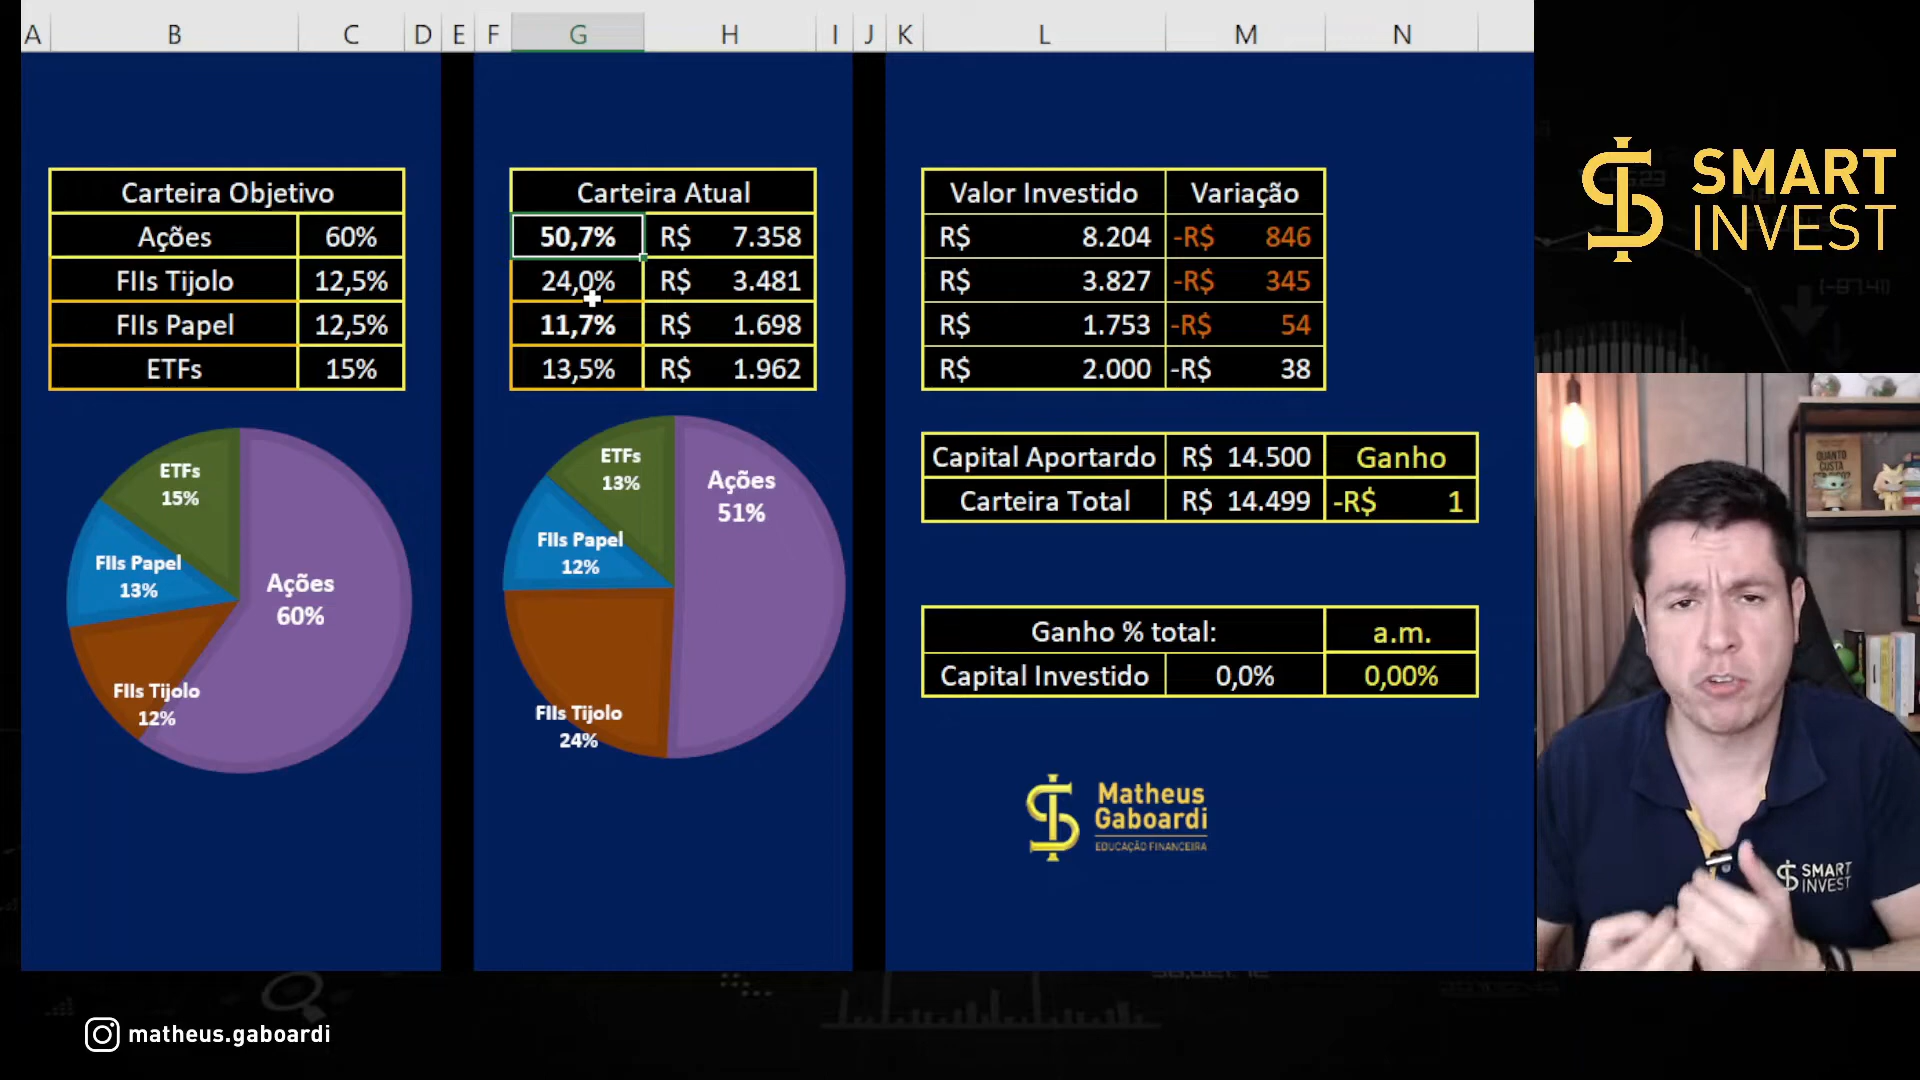 A B C D E F G H I J K L M N
Carteira Objetivo
Ações 60%
FIIs Tijolo 12,5%
FIIs Papel 12,5%
ETFs 15%
Carteira Atual
50,7% R$ 7.358
24,0% R$ 3.481
11,7% R$ 1.698
13,5% R$ 1.962
Valor Investido Variação
R$ 8.204 -R$ 846
R$ 3.827 -R$ 345
R$ 1.753 -R$ 54
R$ 2.000 -R$ 38
Capital Aportardo R$ 14.500 Ganho
Carteira Total R$ 14.499 -R$ 1
Ganho % total: a.m.
Capital Investido 0,0% 0,00%
ETFs
15%
FIIs Papel
13%
Ações
60%
FIIs Tijolo
12%
ETFs
13%
Ações
51%
FIIs Papel
12%
FIIs Tijolo
24%
Matheus
Gaboardi
EDUCAÇÃO FINANCEIRA
SMART
INVEST
QUANTO
CUSTA
SMART
INVEST
matheus.gaboardi